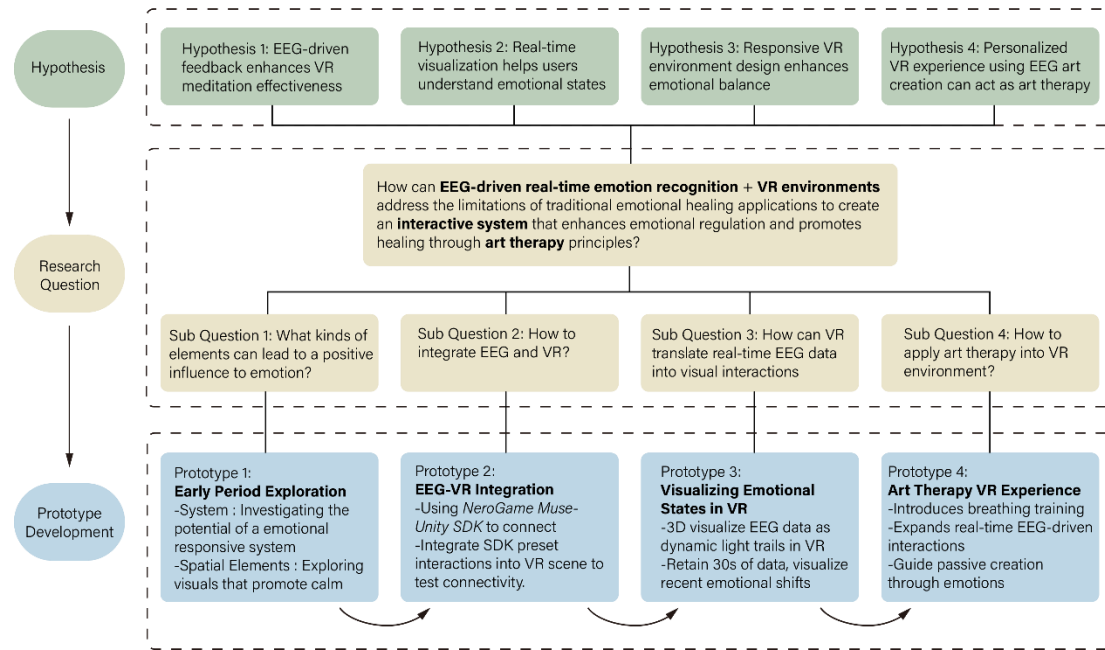 Hypothesis
Hypothesis 1: EEG-driven
feedback enhances VR
meditation effectiveness
Hypothesis 2: Real-time
visualization helps users
understand emotional states
Hypothesis 3: Responsive VR
environment design enhances
emotional balance
Hypothesis 4: Personalized
VR experience using EEG art
creation can act as art therapy
Research
Question
How can EEG-driven real-time emotion recognition + VR environments
address the limitations of traditional emotional healing applications to create
an interactive system that enhances emotional regulation and promotes
healing through art therapy principles?
Sub Question 1: What kinds of
elements can lead to a positive
influence to emotion?
Sub Question 2: How to
integrate EEG and VR?
Sub Question 3: How can VR
translate real-time EEG data
into visual interactions
Sub Question 4: How to
apply art therapy into VR
environment?
Prototype
Development
Prototype 1:
Early Period Exploration
-System : Investigating the
potential of a emotional
responsive system
-Spatial Elements : Exploring
visuals that promote calm
Prototype 2:
EEG-VR Integration
-Using NeroGame Muse-
Unity SDK to connect
-Integrate SDK preset
interactions into VR scene to
test connectivity.
Prototype 3:
Visualizing Emotional
States in VR
-3D visualize EEG data as
dynamic light trails in VR
-Retain 30s of data, visualize
recent emotional shifts
Prototype 4:
Art Therapy VR Experience
-Introduces breathing training
-Expands real-time EEG-driven
interactions
-Guide passive creation
through emotions